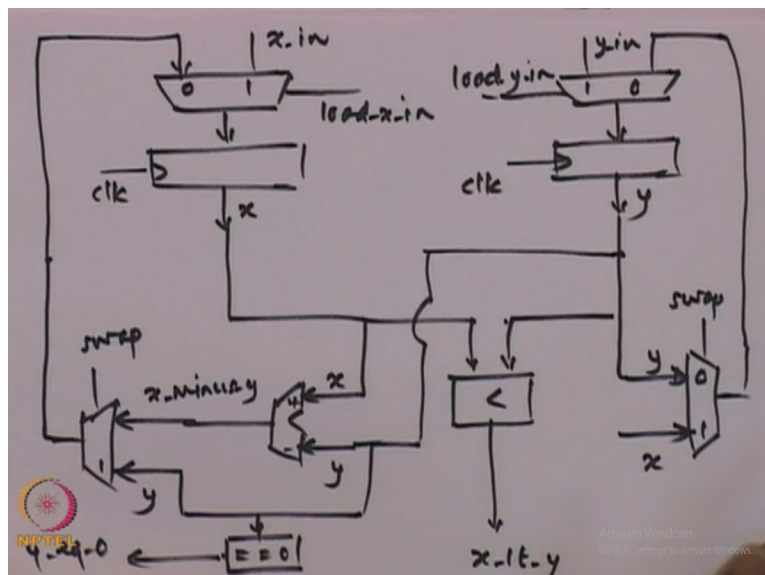 x_in
y_in
0 1
1 0
load_x_in
load_y_in
clk
clk
x
y
swap
swap
x_minus_y
x
+
-
y
<
y 0
x 1
1
y
y_eq_0
= = 0
x_lt_y
NPTEL
Activate Windows
Go to PC settings to activate Windows.